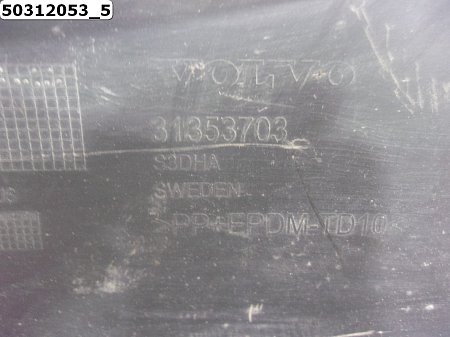 50312053_5
VOLVO
31353703
S3DHA
SWEDEN
>PP+EPDM-TD10